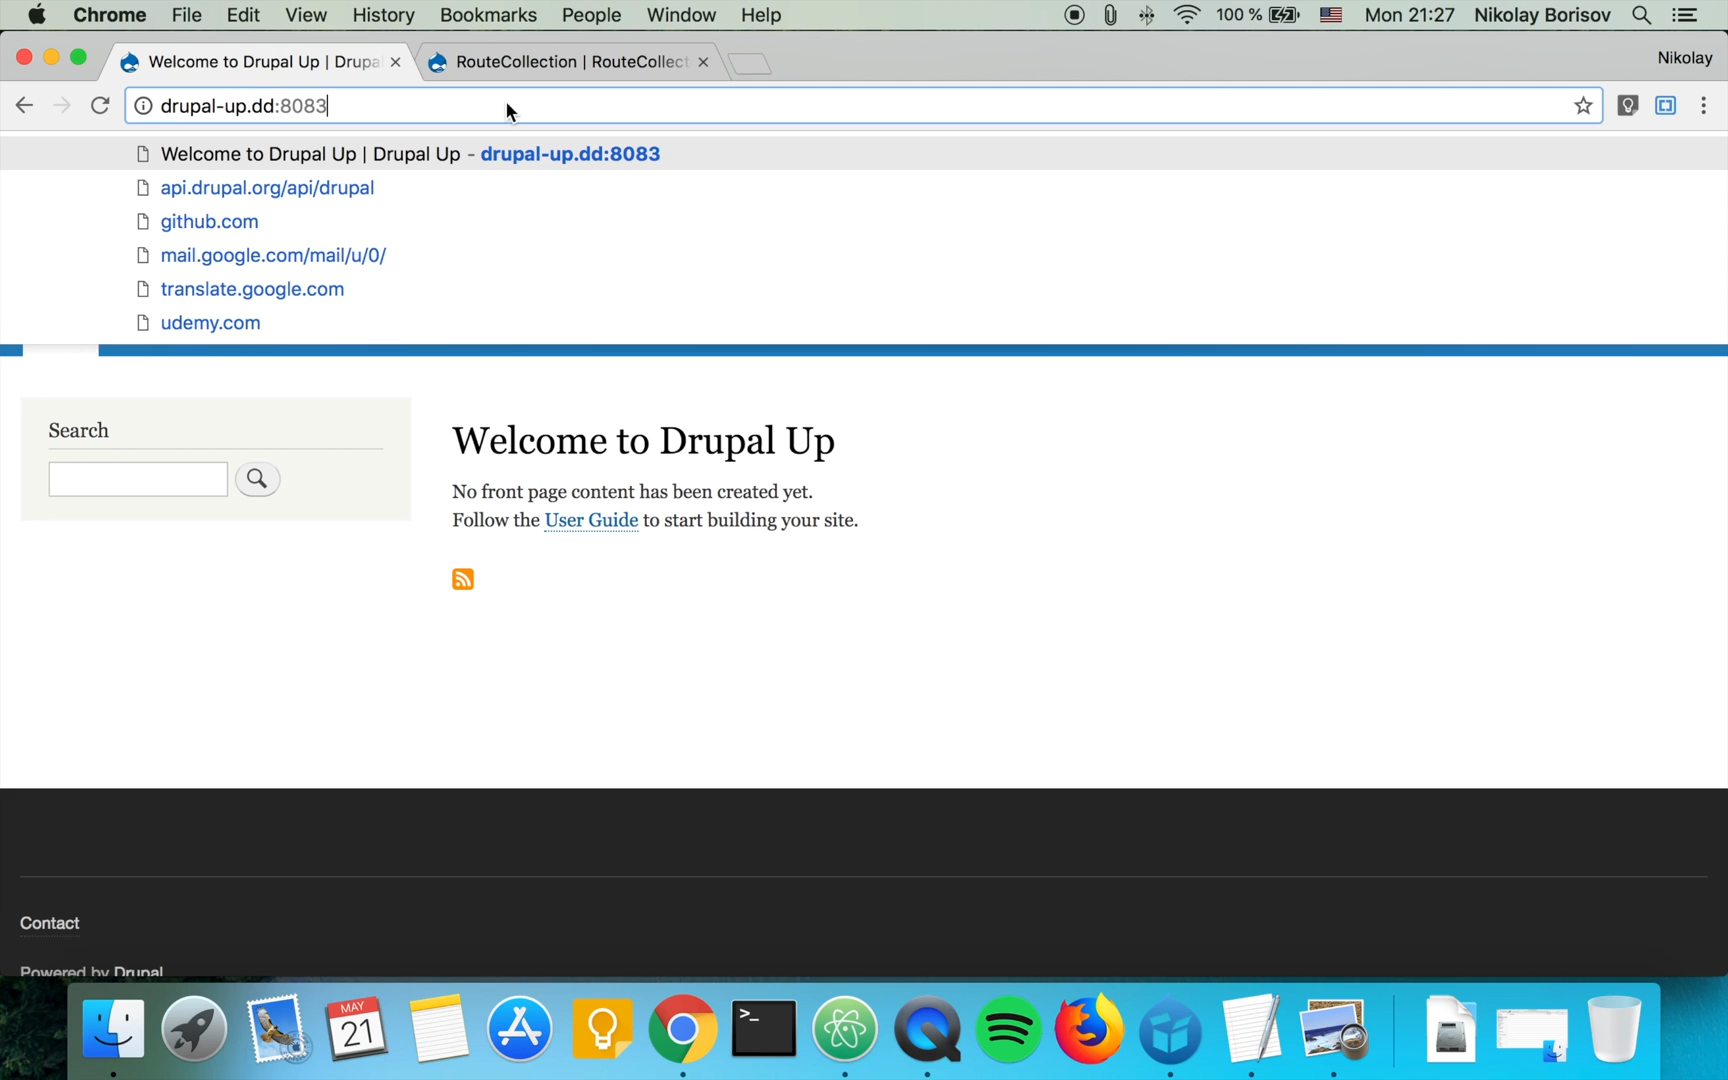 Chrome File Edit View History Bookmarks People Window Help 100 % Mon 21:27 Nikolay Borisov
Welcome to Drupal Up | Drupa RouteCollection | RouteCollect Nikolay
drupal-up.dd:8083
Welcome to Drupal Up | Drupal Up - drupal-up.dd:8083
api.drupal.org/api/drupal
github.com
mail.google.com/mail/u/0/
translate.google.com
udemy.com
Search
Welcome to Drupal Up
No front page content has been created yet.
Follow the User Guide to start building your site.
Contact
Powered by Drupal
MAY
21
>_